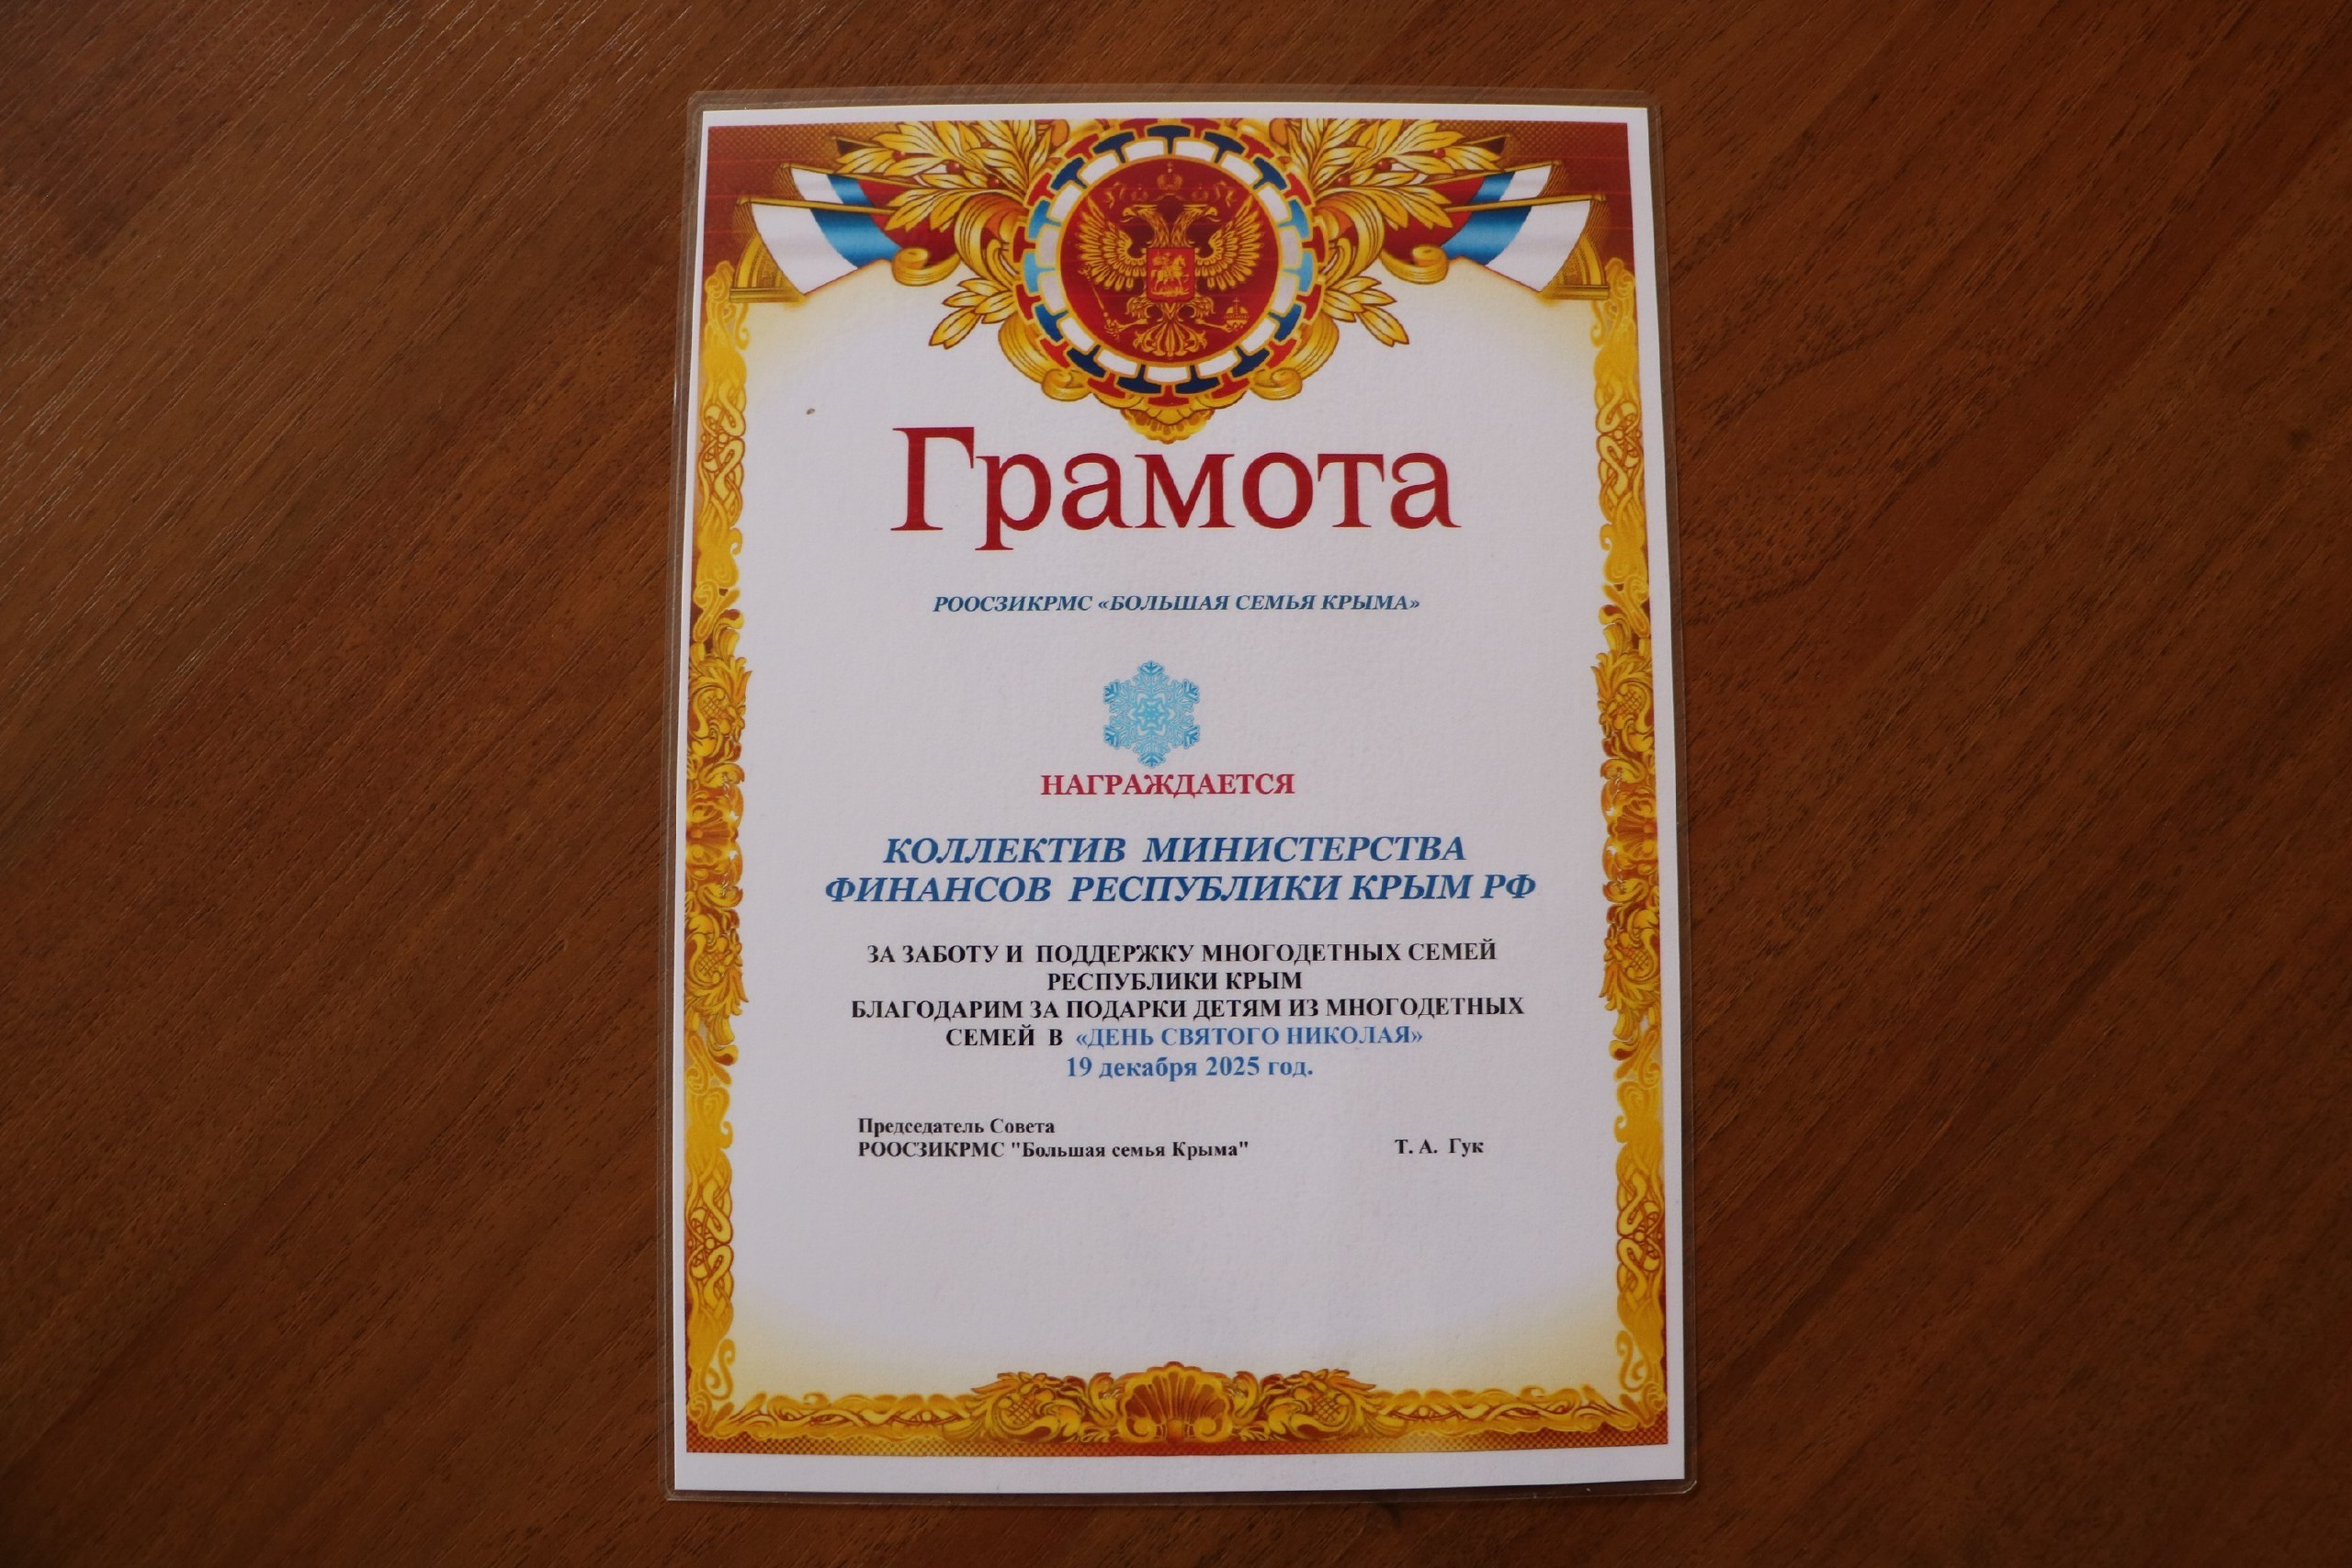 Грамота
РООСЗИКРМС «БОЛЬШАЯ СЕМЬЯ КРЫМА»
НАГРАЖДАЕТСЯ
КОЛЛЕКТИВ МИНИСТЕРСТВА
ФИНАНСОВ РЕСПУБЛИКИ КРЫМ РФ
ЗА ЗАБОТУ И ПОДДЕРЖКУ МНОГОДЕТНЫХ СЕМЕЙ
РЕСПУБЛИКИ КРЫМ
БЛАГОДАРИМ ЗА ПОДАРКИ ДЕТЯМ ИЗ МНОГОДЕТНЫХ
СЕМЕЙ В «ДЕНЬ СВЯТОГО НИКОЛАЯ»
19 декабря 2025 год.
Председатель Совета
РООСЗИКРМС "Большая семья Крыма" Т. А. Гук